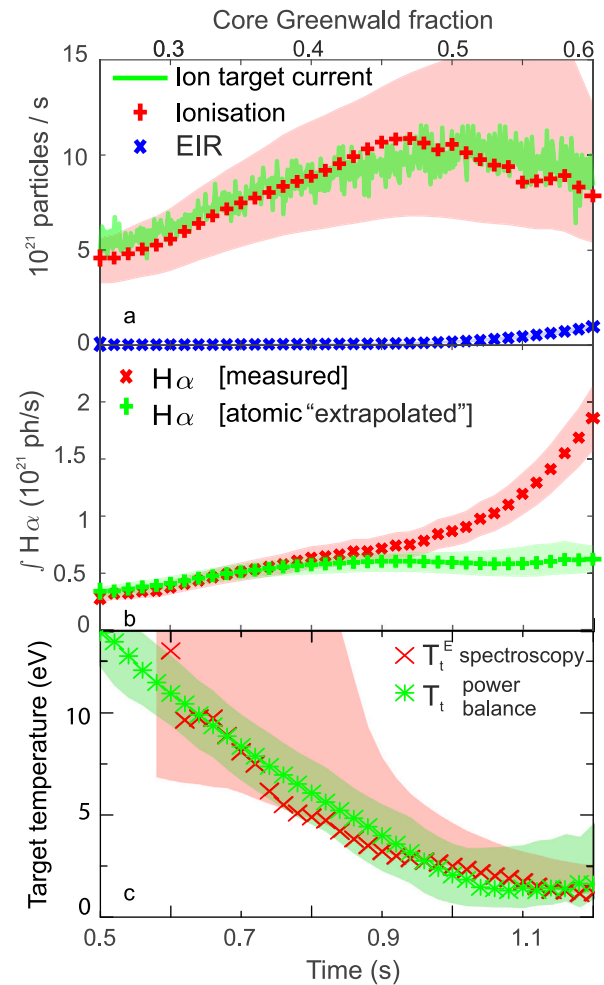 Core Greenwald fraction
0.3 0.4 0.5 0.6
15
10
5
0
10²¹ particles / s
Ion target current
Ionisation
EIR
a
2
1.5
1
0.5
0
∫ Hα (10²¹ ph/s)
Hα [measured]
Hα [atomic “extrapolated”]
b
10
5
0
Target temperature (eV)
T_t^E spectroscopy
T_t power
balance
c
0.5 0.7 0.9 1.1
Time (s)